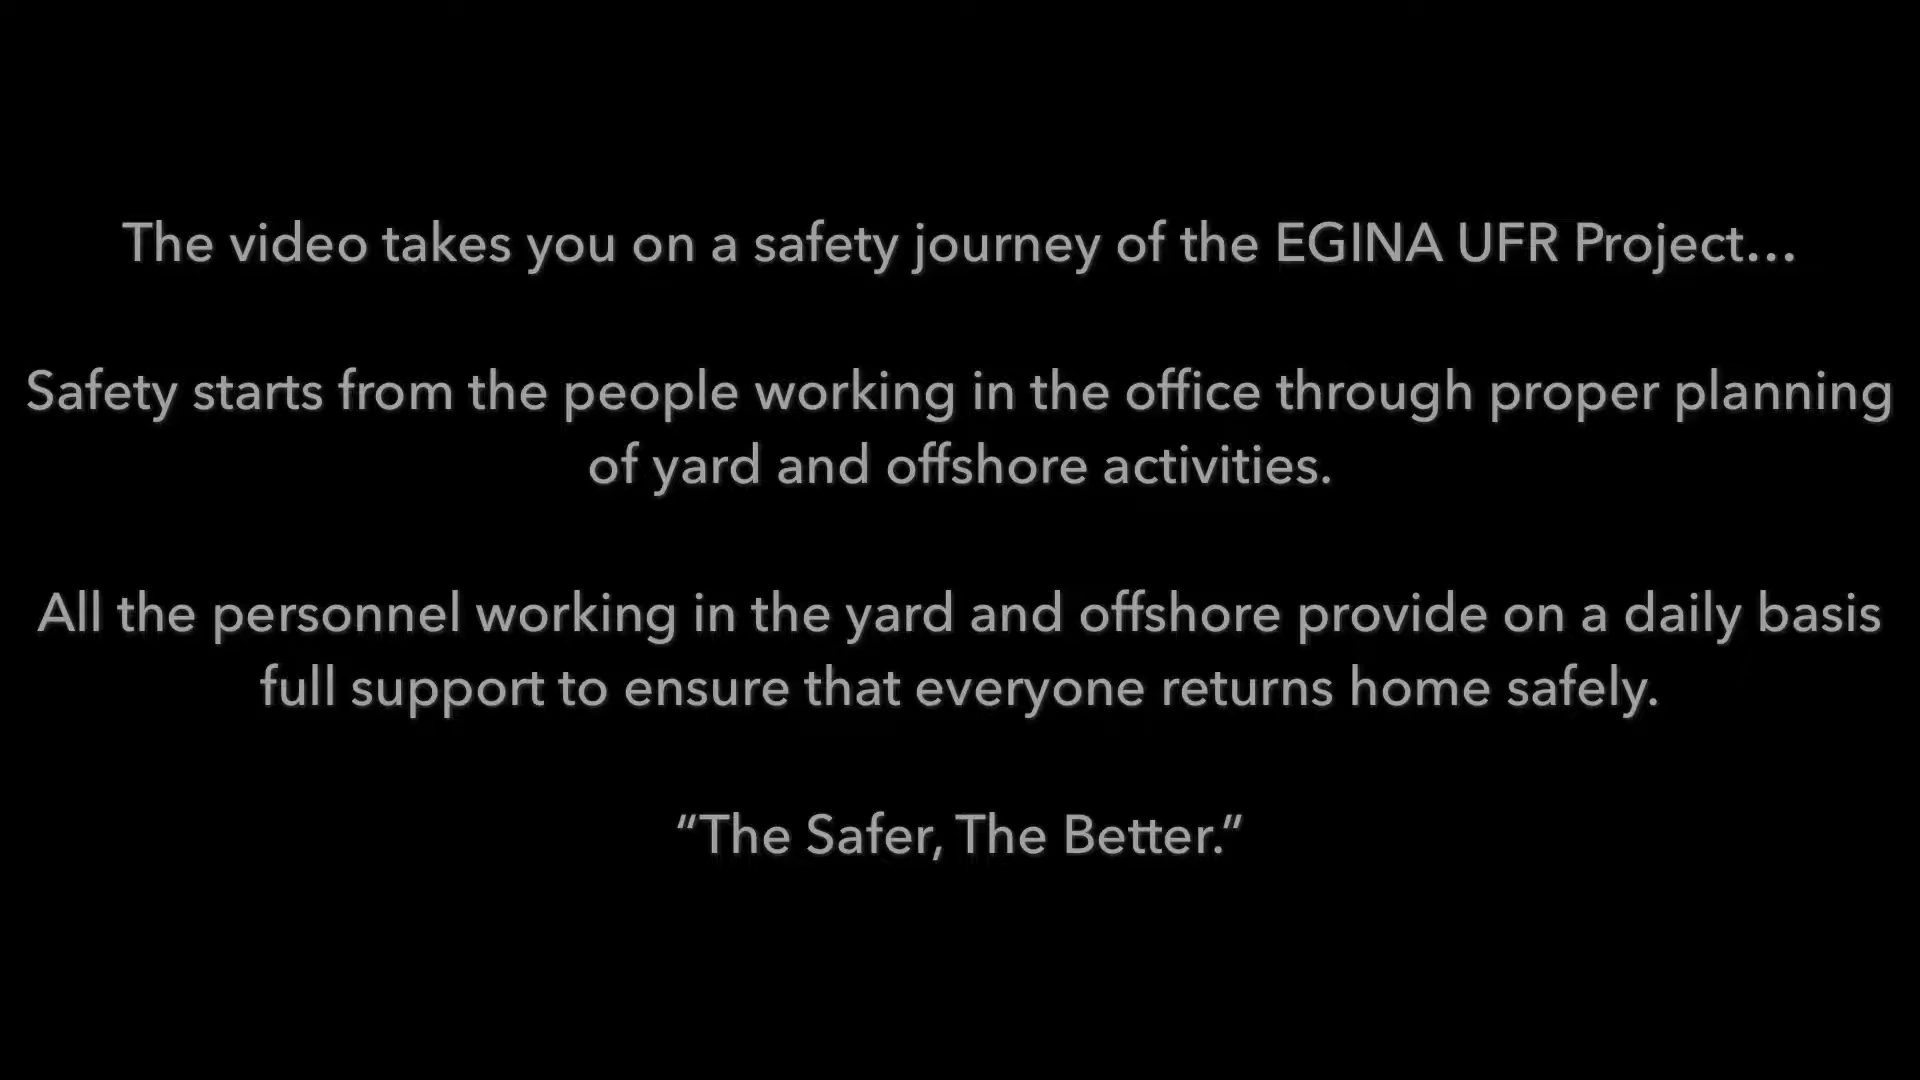 The video takes you on a safety journey of the EGINA UFR Project…
Safety starts from the people working in the office through proper planning
of yard and offshore activities.
All the personnel working in the yard and offshore provide on a daily basis
full support to ensure that everyone returns home safely.
“The Safer, The Better.”